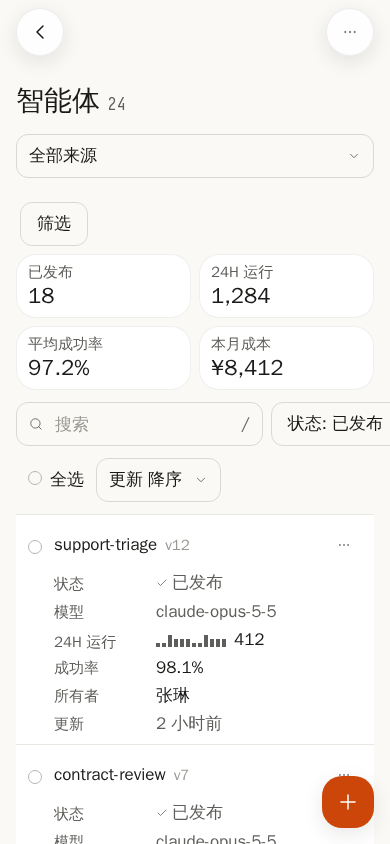 智能体 24
全部来源
筛选
已发布
18
24H 运行
1,284
平均成功率
97.2%
本月成本
¥8,412
搜索 /
状态: 已发布
全选
更新 降序
support-triage v12
状态 已发布
模型 claude-opus-5-5
24H 运行 412
成功率 98.1%
所有者 张琳
更新 2 小时前
contract-review v7
状态 已发布
模型 claude-opus-5-5